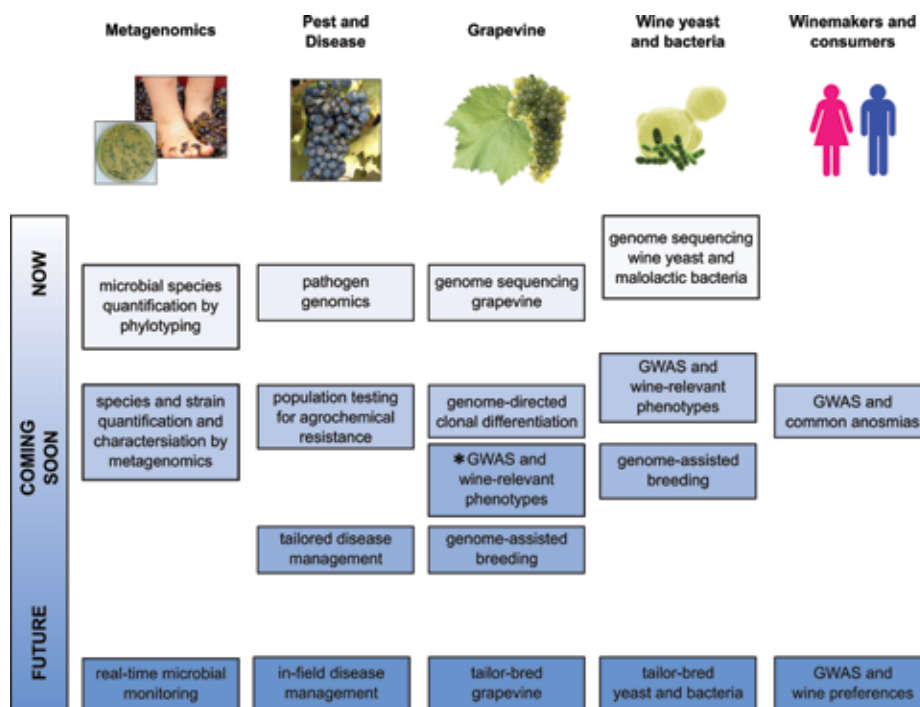 Metagenomics
Pest and
Disease
Grapevine
Wine yeast
and bacteria
Winemakers and
consumers
NOW
microbial species
quantification by
phylotyping
pathogen
genomics
genome sequencing
grapevine
genome sequencing
wine yeast and
malolactic bacteria
COMING
SOON
species and strain
quantification and
charactersiation by
metagenomics
population testing
for agrochemical
resistance
genome-directed
clonal differentiation
GWAS and
wine-relevant
phenotypes
GWAS and
common anosmias
*GWAS and
wine-relevant
phenotypes
genome-assisted
breeding
tailored disease
management
genome-assisted
breeding
FUTURE
real-time microbial
monitoring
in-field disease
management
tailor-bred
grapevine
tailor-bred
yeast and bacteria
GWAS and
wine preferences